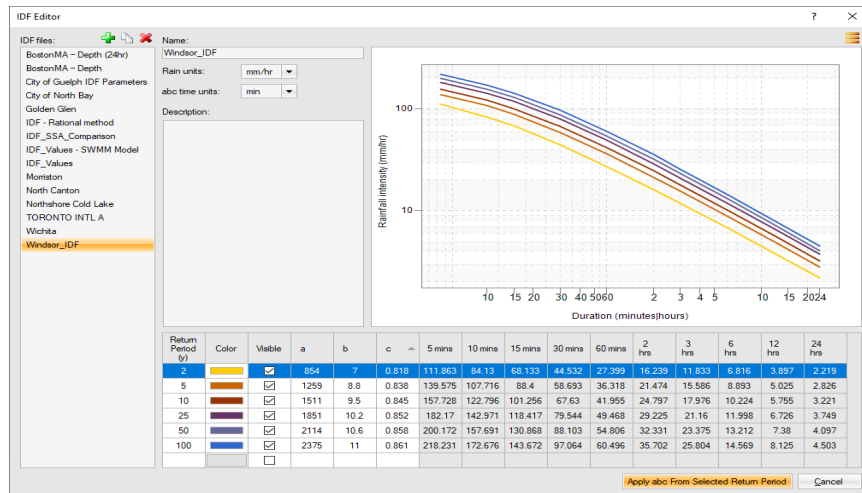 IDF Editor ? ×
IDF files:
BostonMA – Depth (24hr)
BostonMA – Depth
City of Guelph IDF Parameters
City of North Bay
Golden Glen
IDF - Rational method
IDF_SSA_Comparison
IDF_Values - SWMM Model
IDF_Values
Morriston
North Canton
Northshore Cold Lake
TORONTO INTL A
Wichita
Windsor_IDF
Name:
Windsor_IDF
Rain units: mm/hr
abc time units: min
Description:
Rainfall intensity (mm/hr)
100
10
10 15 20 30 40 50 60 2 3 4 5 10 15 20 24
Duration (minutes|hours)
Return Period (y) Color Visible a b c 5 mins 10 mins 15 mins 30 mins 60 mins 2 hrs 3 hrs 6 hrs 12 hrs 24 hrs
2 854 7 0.818 111.863 84.13 68.133 44.532 27.399 16.239 11.833 6.816 3.897 2.219
5 1259 8.8 0.838 139.575 107.716 88.4 58.693 36.318 21.474 15.586 8.893 5.025 2.826
10 1511 9.5 0.845 157.728 122.796 101.256 67.63 41.955 24.797 17.976 10.224 5.755 3.221
25 1851 10.2 0.852 182.17 142.971 118.417 79.544 49.468 29.225 21.16 11.998 6.726 3.749
50 2114 10.6 0.858 200.172 157.691 130.868 88.103 54.806 32.331 23.375 13.212 7.38 4.097
100 2375 11 0.861 218.231 172.676 143.672 97.064 60.496 35.702 25.804 14.569 8.125 4.503
Apply abc From Selected Return Period Cancel